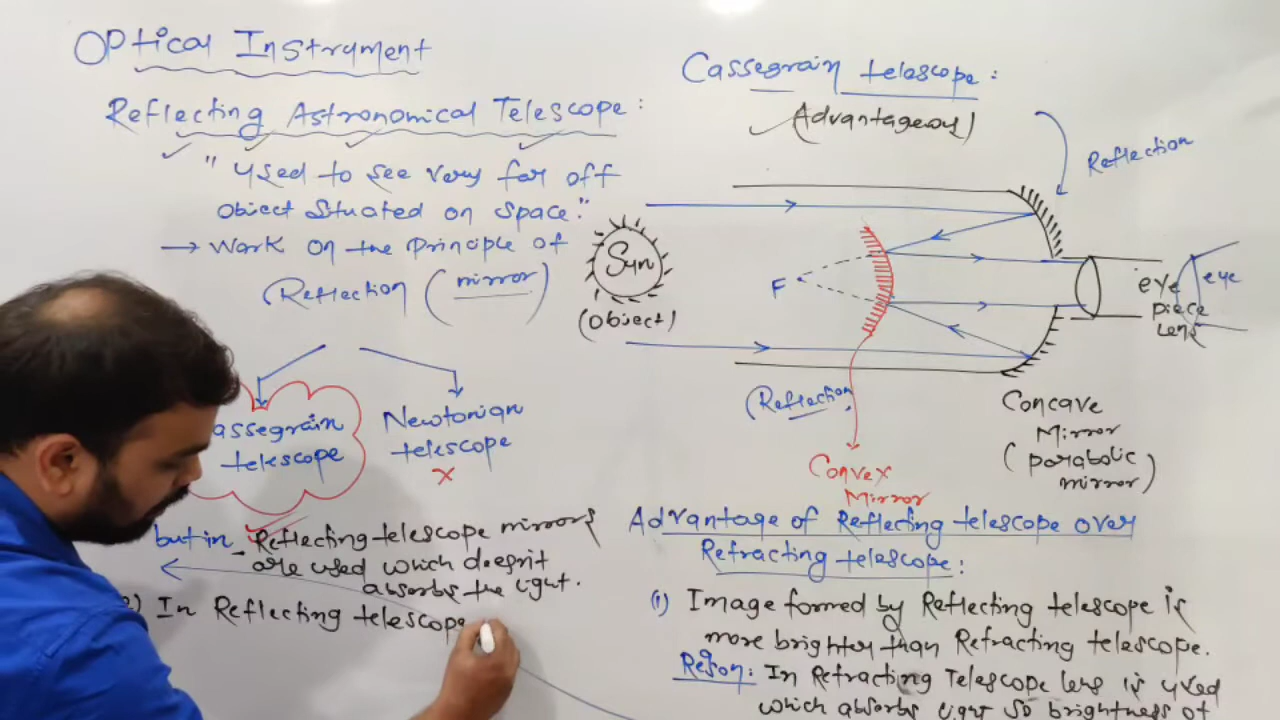 Optical Instrument
Reflecting Astronomical Telescope:
"Used to see very far off
object situated on space."
→ Work on the principle of
Reflection (mirror)
assegrain
telescope
Newtonian
telescope
X
but in Reflecting telescope mirrors
are used which doesn't
absorbs the light.
2) In Reflecting telescope
Cassegrain telescope:
(Advantageous)
Reflection
Sun
(Object)
F
eye
piece
lens
eye
(Reflection)
Convex
Mirror
Concave
Mirror
(parabolic
mirror)
Advantage of Reflecting telescope over
Refracting telescope:
(1) Image formed by Reflecting telescope is
more brighter than Refracting telescope.
Reason: In Refracting Telescope lens is used
which absorbs light so brightness of